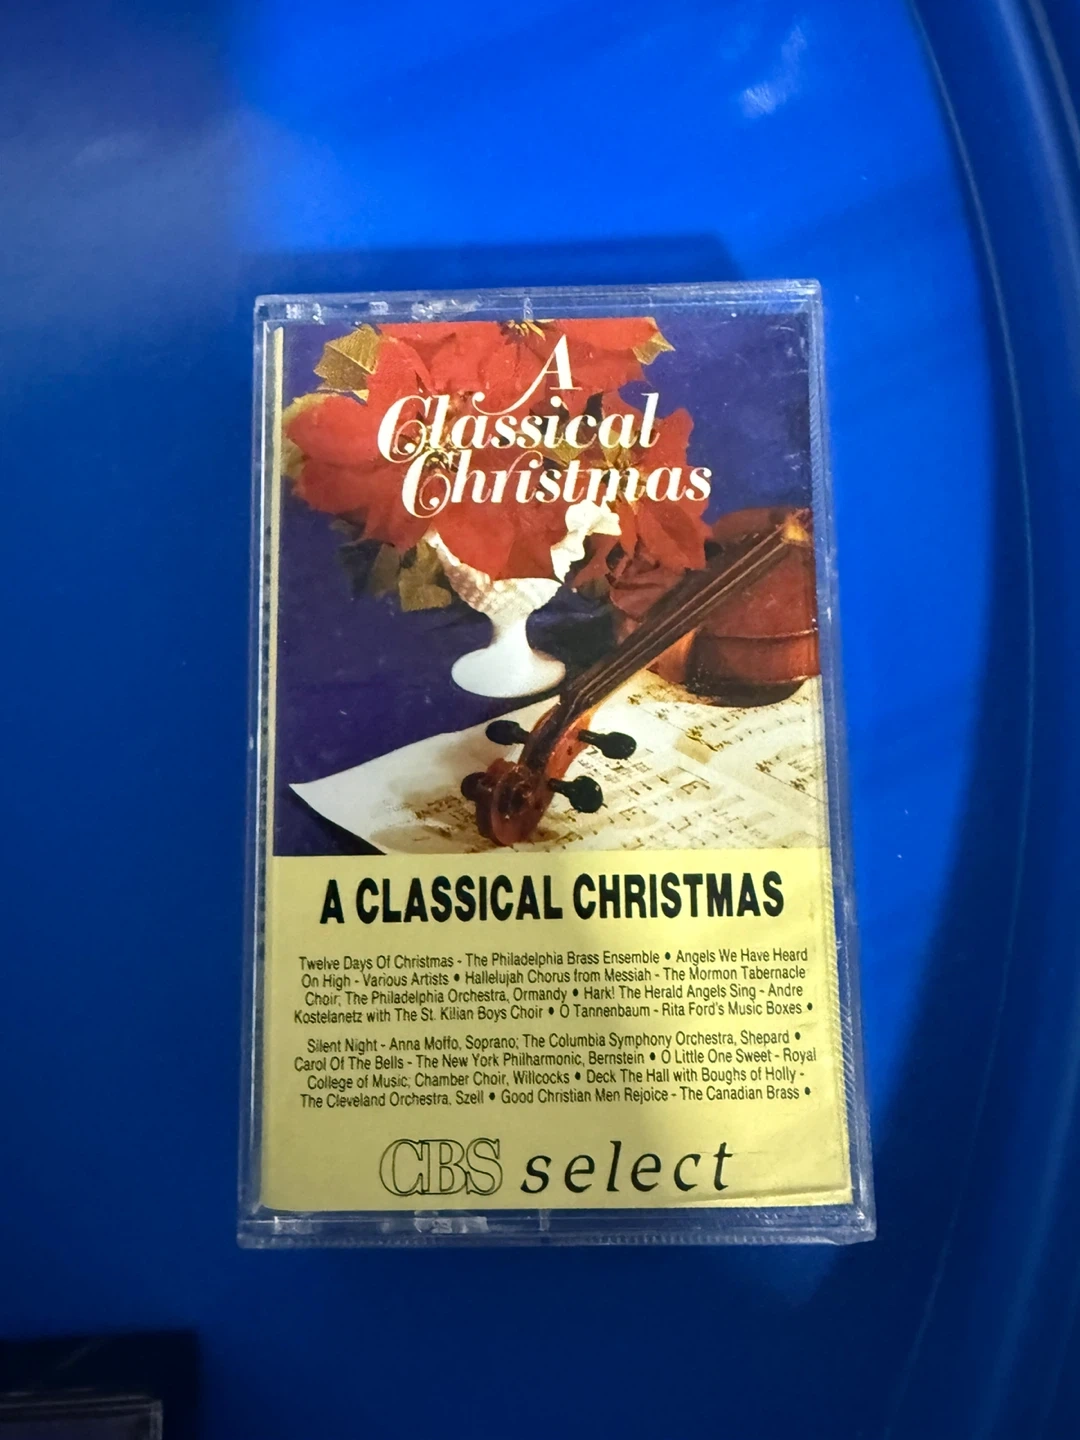 A
Classical
Christmas
A CLASSICAL CHRISTMAS
Twelve Days Of Christmas - The Philadelphia Brass Ensemble • Angels We Have Heard
On High - Various Artists • Hallelujah Chorus from Messiah - The Mormon Tabernacle
Choir; The Philadelphia Orchestra, Ormandy • Hark! The Herald Angels Sing - Andre
Kostelanetz with The St. Kilian Boys Choir • O Tannenbaum - Rita Ford's Music Boxes •
Silent Night - Anna Moffo, Soprano; The Columbia Symphony Orchestra, Shepard •
Carol Of The Bells - The New York Philharmonic, Bernstein • O Little One Sweet - Royal
College of Music; Chamber Choir, Willcocks • Deck The Hall with Boughs of Holly -
The Cleveland Orchestra, Szell • Good Christian Men Rejoice - The Canadian Brass •
CBS select